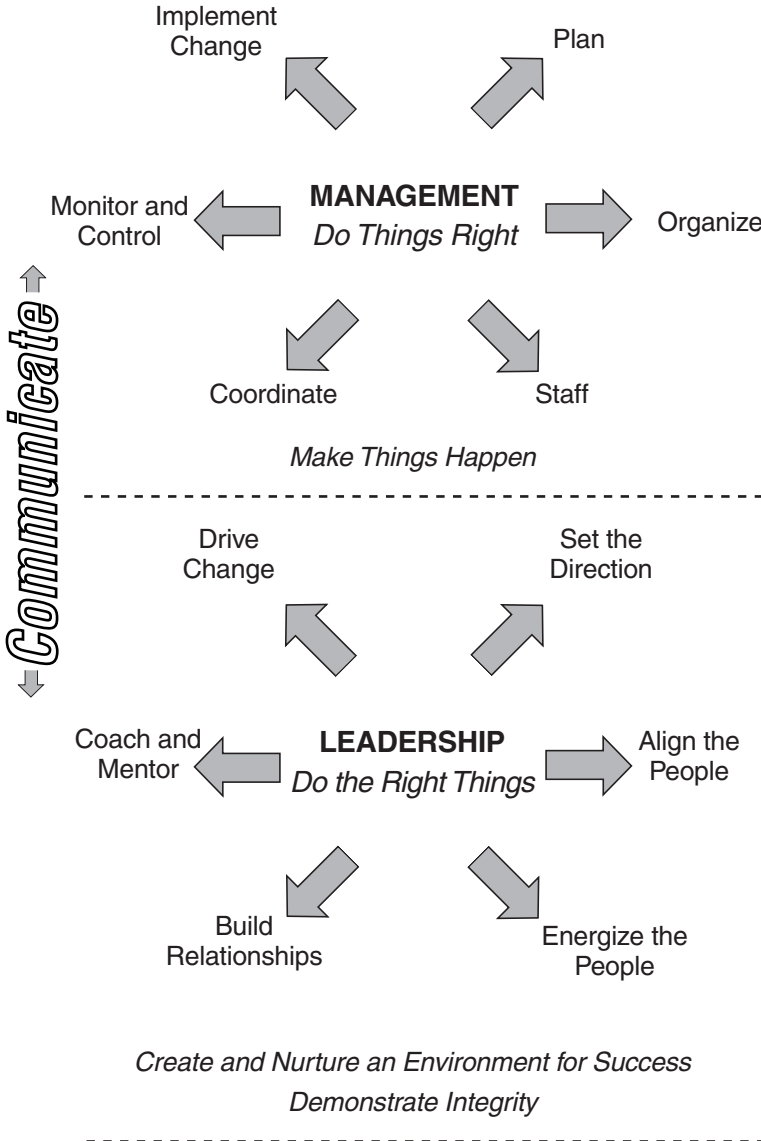 Implement
Change
Plan
Monitor and
Control
MANAGEMENT
Do Things Right
Organize
Coordinate
Staff
Make Things Happen
Communicate
Drive
Change
Set the
Direction
Coach and
Mentor
LEADERSHIP
Do the Right Things
Align the
People
Build
Relationships
Energize the
People
Create and Nurture an Environment for Success
Demonstrate Integrity